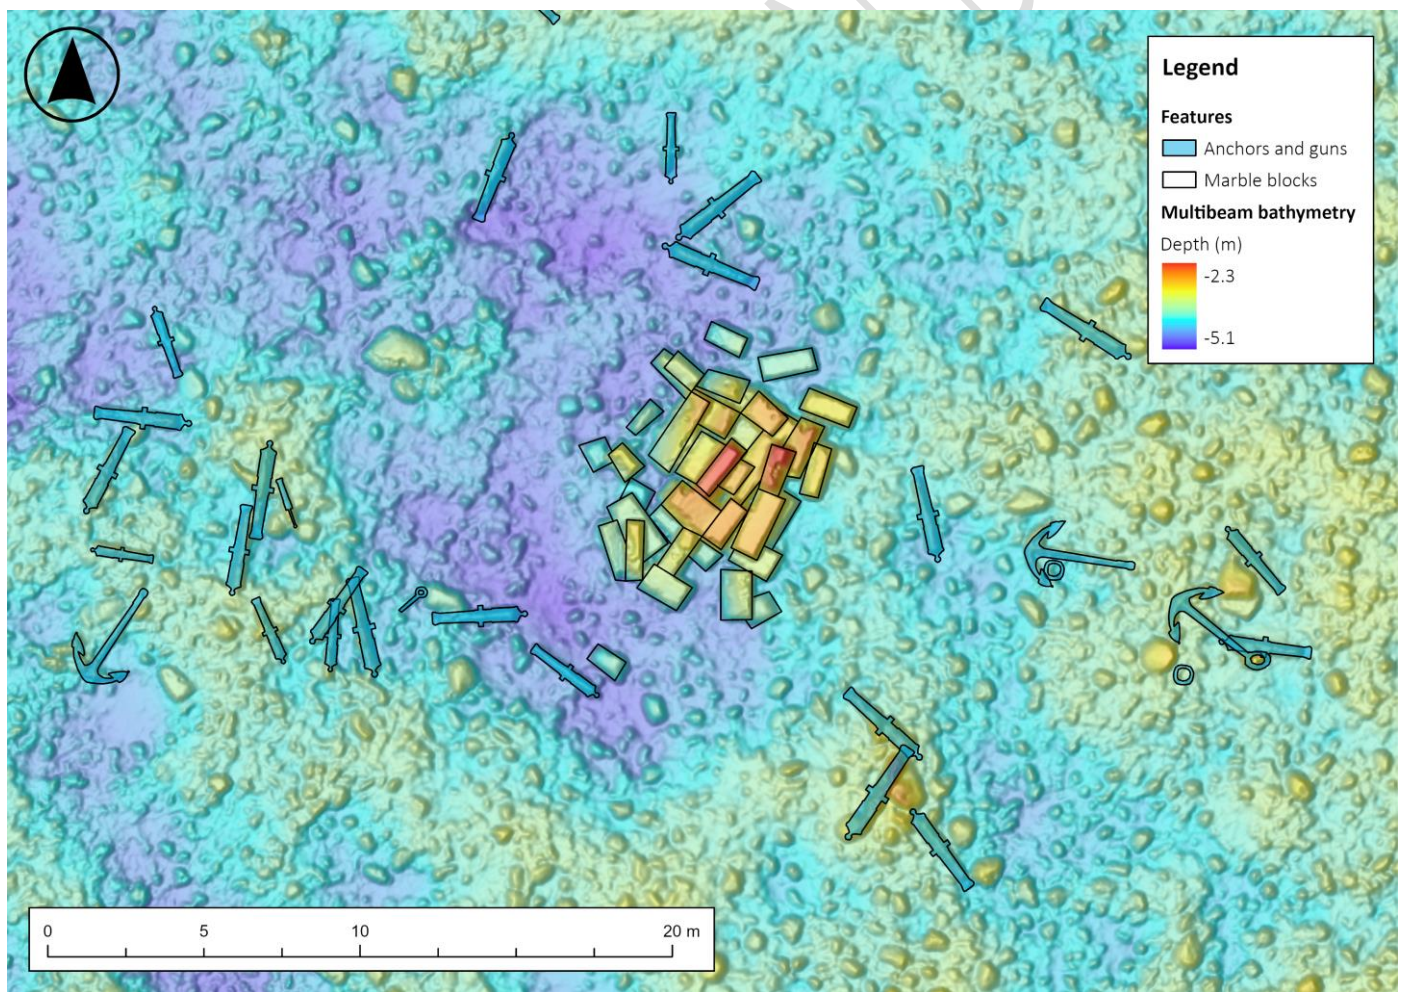 Legend
Features
Anchors and guns
Marble blocks
Multibeam bathymetry
Depth (m)
-2.3
-5.1
0 5 10 20 m